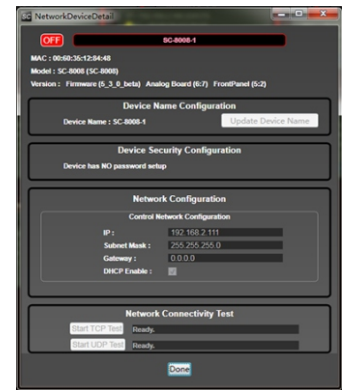 NetworkDeviceDetail
OFF
SC-8008-1
MAC : 00:60:35:12:84:48
Model : SC-8008 (SC-8008)
Version : Firmware (5_3_0_beta) Analog Board (6:7) FrontPanel (5:2)
Device Name Configuration
Device Name : SC-8008-1 Update Device Name
Device Security Configuration
Device has NO password setup
Network Configuration
Control Network Configuration
IP : 192.168.2.111
Subnet Mask : 255.255.255.0
Gateway : 0.0.0.0
DHCP Enable :
Network Connectivity Test
Start TCP Test Ready.
Start UDP Test Ready.
Done